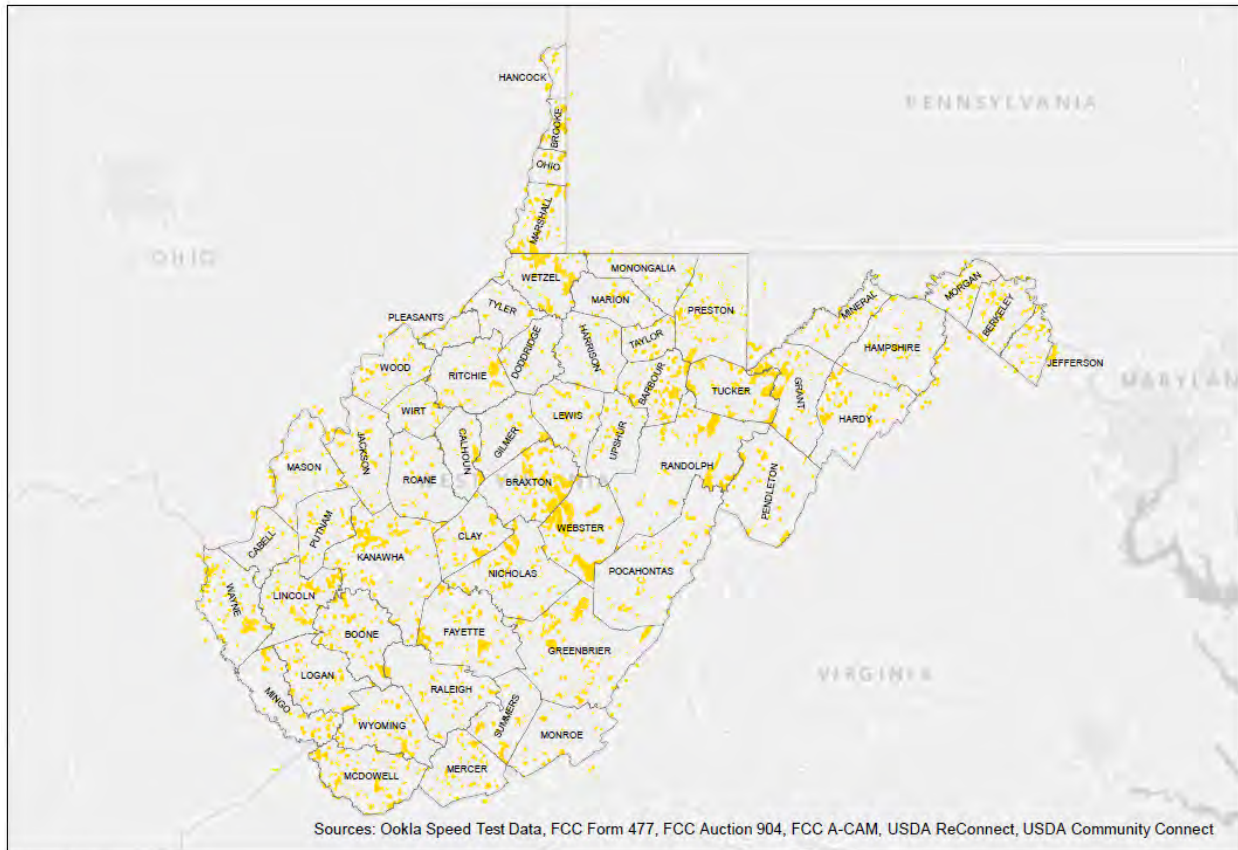 HANCOCK
PENNSYLVANIA
BROOKE
OHIO
MARSHALL
OHIO
WETZEL
MONONGALIA
MARION
PRESTON
TYLER
PLEASANTS
MINERAL
MORGAN
BERKELEY
JEFFERSON
HAMPSHIRE
WOOD
RITCHIE
DODDRIDGE
HARRISON
TAYLOR
BARBOUR
TUCKER
GRANT
HARDY
MARYLAN
WIRT
CALHOUN
GILMER
LEWIS
UPSHUR
RANDOLPH
PENDLETON
MASON
JACKSON
ROANE
BRAXTON
WEBSTER
CABELL
PUTNAM
KANAWHA
CLAY
NICHOLAS
POCAHONTAS
WAYNE
LINCOLN
BOONE
FAYETTE
GREENBRIER
VIRGINIA
LOGAN
MINGO
RALEIGH
SUMMERS
WYOMING
MONROE
MCDOWELL
MERCER
Sources: Ookla Speed Test Data, FCC Form 477, FCC Auction 904, FCC A-CAM, USDA ReConnect, USDA Community Connect